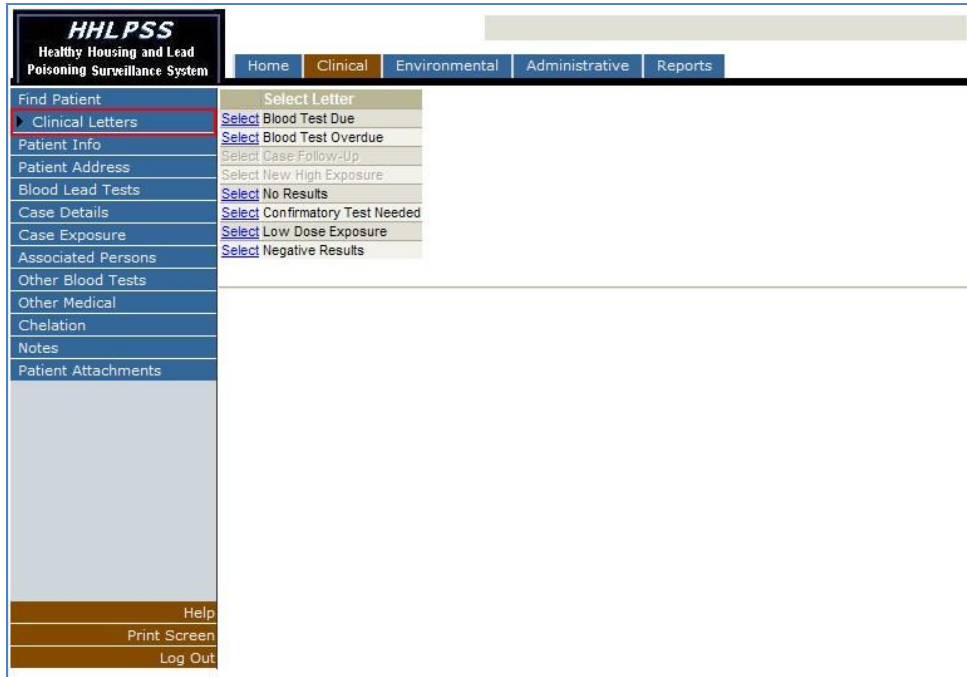 HHLPSS
Healthy Housing and Lead
Poisoning Surveillance System
Home Clinical Environmental Administrative Reports
Find Patient
Clinical Letters
Patient Info
Patient Address
Blood Lead Tests
Case Details
Case Exposure
Associated Persons
Other Blood Tests
Other Medical
Chelation
Notes
Patient Attachments
Select Letter
Select Blood Test Due
Select Blood Test Overdue
Select Case Follow-Up
Select New High Exposure
Select No Results
Select Confirmatory Test Needed
Select Low Dose Exposure
Select Negative Results
Help
Print Screen
Log Out